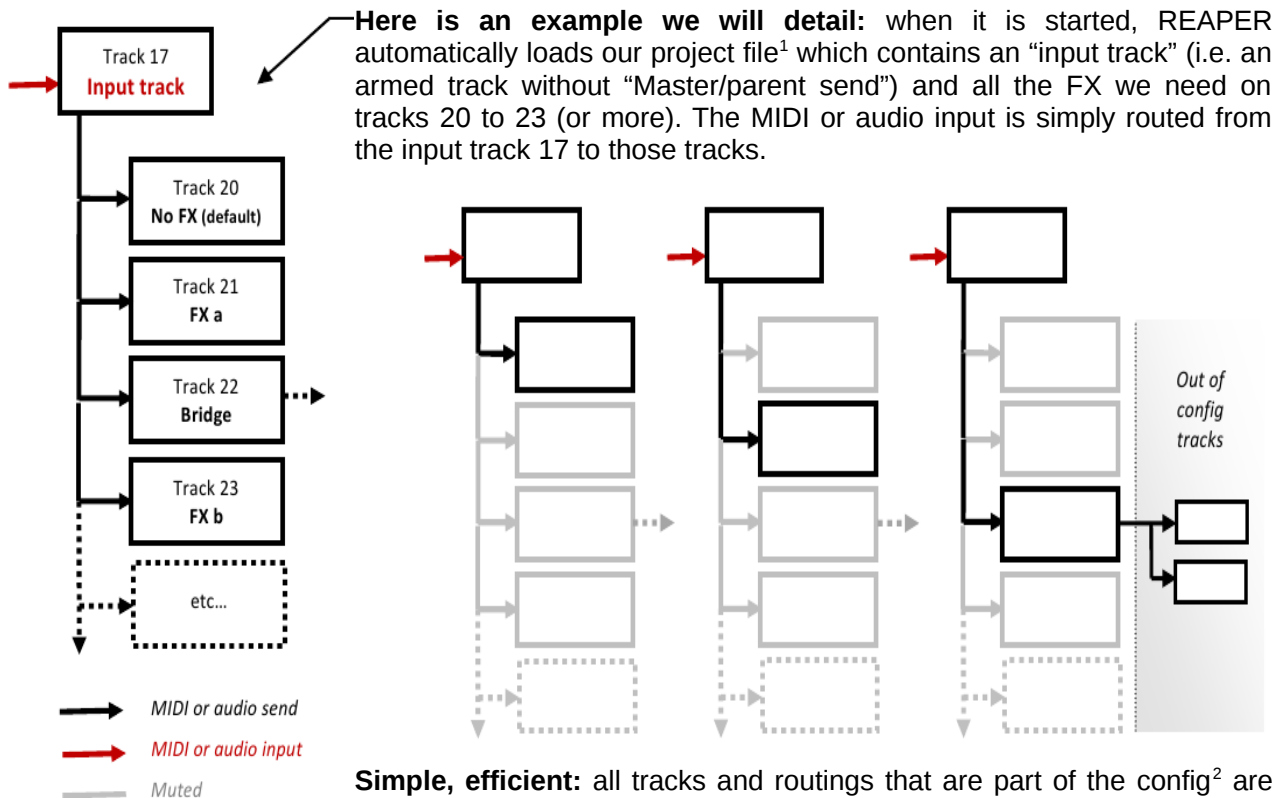 Here is an example we will detail: when it is started, REAPER
automatically loads our project file1 which contains an “input track” (i.e. an
armed track without “Master/parent send”) and all the FX we need on
tracks 20 to 23 (or more). The MIDI or audio input is simply routed from
the input track 17 to those tracks.
Track 17
Input track
Track 20
No FX (default)
Track 21
FX a
Track 22
Bridge
Track 23
FX b
etc...
Out of
config
tracks
MIDI or audio send
MIDI or audio input
Muted
Simple, efficient: all tracks and routings that are part of the config2 are